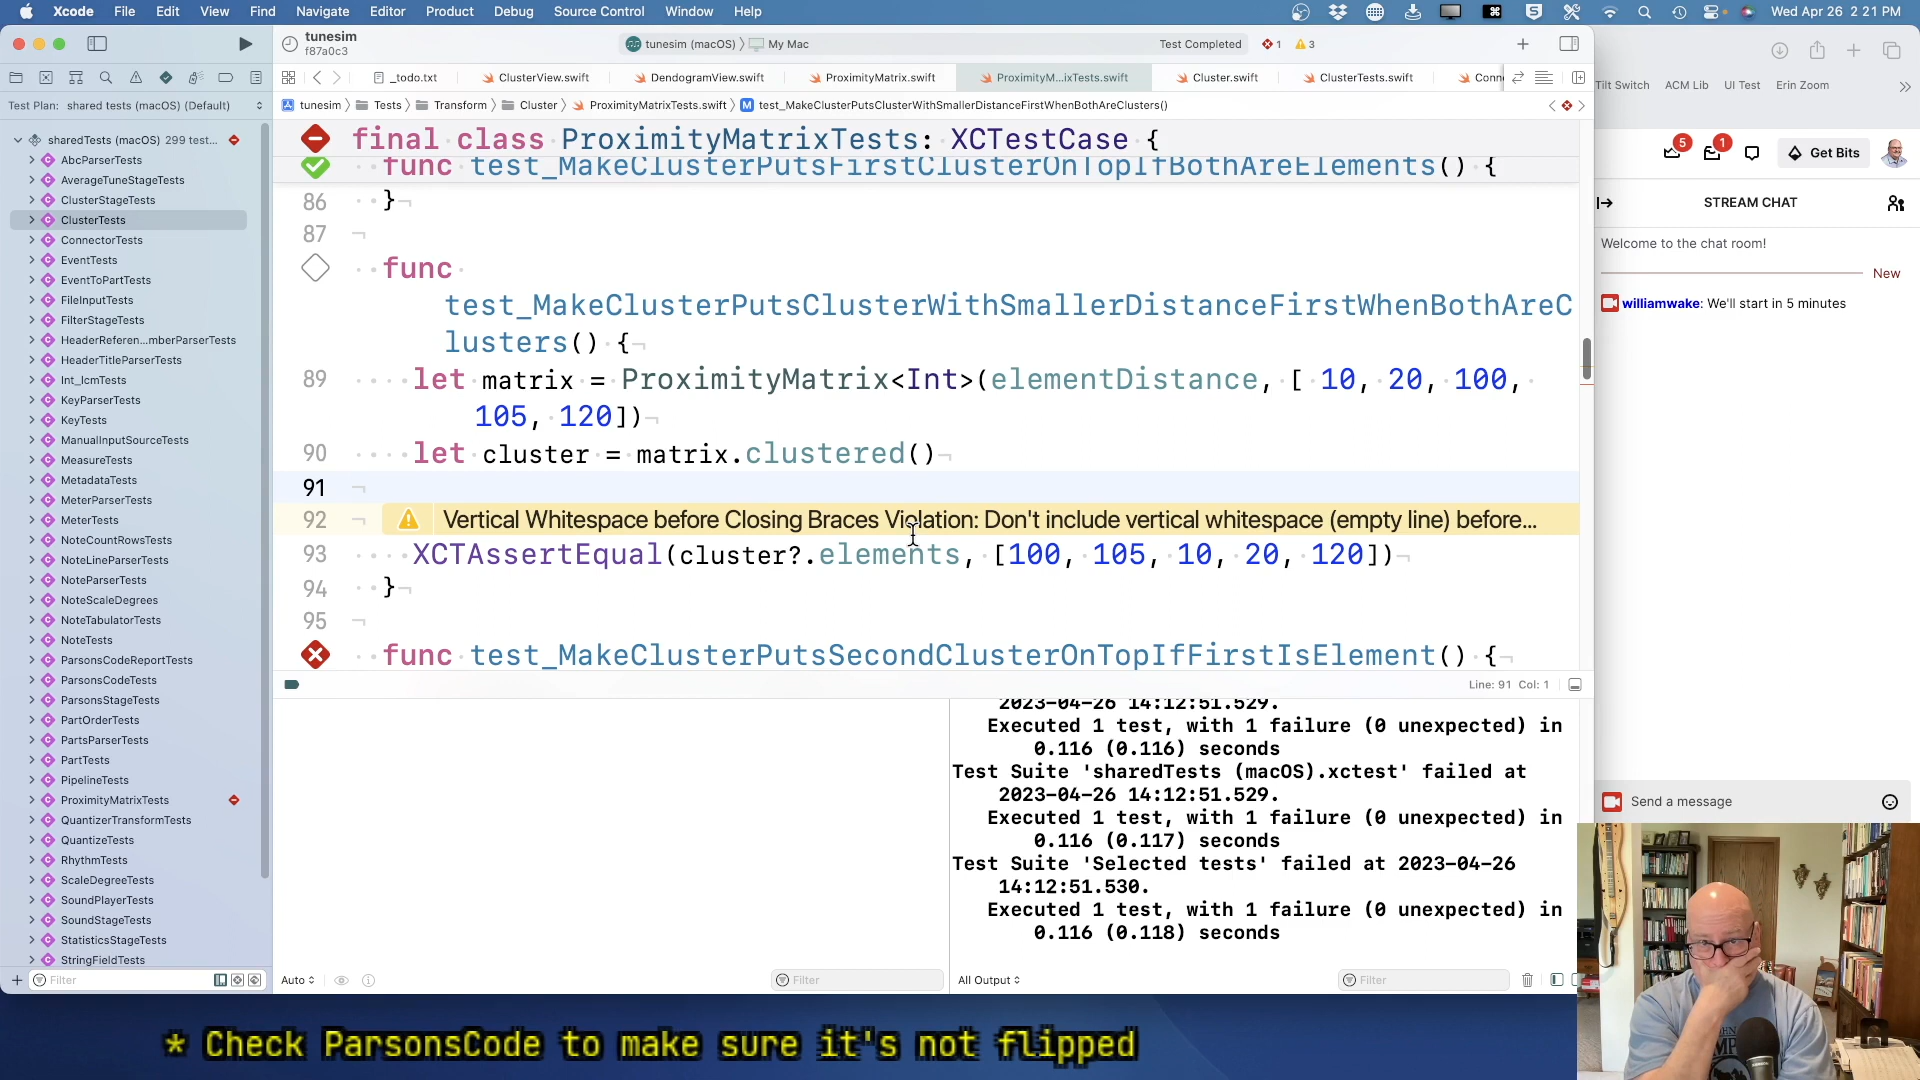 Xcode File Edit View Find Navigate Editor Product Debug Source Control Window Help Wed Apr 26 2 21 PM
tunesim
f87a0c3
tunesim (macOS) My Mac Test Completed 1 3
_todo.txt ClusterView.swift DendogramView.swift ProximityMatrix.swift ProximityM...ixTests.swift Cluster.swift ClusterTests.swift Conn
Test Plan: shared tests (macOS) (Default)
tunesim Tests Transform Cluster ProximityMatrixTests.swift M test_MakeClusterPutsClusterWithSmallerDistanceFirstWhenBothAreClusters()
sharedTests (macOS) 299 test...
AbcParserTests
AverageTuneStageTests
ClusterStageTests
ClusterTests
ConnectorTests
EventTests
EventToPartTests
FileInputTests
FilterStageTests
HeaderReferen...mberParserTests
HeaderTitleParserTests
Int_lcmTests
KeyParserTests
KeyTests
ManualInputSourceTests
MeasureTests
MetadataTests
MeterParserTests
MeterTests
NoteCountRowsTests
NoteLineParserTests
NoteParserTests
NoteScaleDegrees
NoteTabulatorTests
NoteTests
ParsonsCodeReportTests
ParsonsCodeTests
ParsonsStageTests
PartOrderTests
PartsParserTests
PartTests
PipelineTests
ProximityMatrixTests
QuantizerTransformTests
QuantizeTests
RhythmTests
ScaleDegreeTests
SoundPlayerTests
SoundStageTests
StatisticsStageTests
StringFieldTests
Filter
final class ProximityMatrixTests: XCTestCase {
func test_MakeClusterPutsFirstClusterOnTopIfBothAreElements() {
86 }
87
func
test_MakeClusterPutsClusterWithSmallerDistanceFirstWhenBothAreC
lusters() {
89 let matrix = ProximityMatrix<Int>(elementDistance, [ 10, 20, 100,
105, 120])
90 let cluster = matrix.clustered()
91
92 Vertical Whitespace before Closing Braces Violation: Don't include vertical whitespace (empty line) before...
93 XCTAssertEqual(cluster?.elements, [100, 105, 10, 20, 120])
94 }
95
func test_MakeClusterPutsSecondClusterOnTopIfFirstIsElement() {
Line: 91 Col: 1
2023-04-26 14:12:51.529.
Executed 1 test, with 1 failure (0 unexpected) in
0.116 (0.116) seconds
Test Suite 'sharedTests (macOS).xctest' failed at
2023-04-26 14:12:51.529.
Executed 1 test, with 1 failure (0 unexpected) in
0.116 (0.117) seconds
Test Suite 'Selected tests' failed at 2023-04-26
14:12:51.530.
Executed 1 test, with 1 failure (0 unexpected) in
0.116 (0.118) seconds
Auto Filter All Output Filter
Tilt Switch ACM Lib UI Test Erin Zoom
5 1 Get Bits
STREAM CHAT
Welcome to the chat room!
New
williamwake: We'll start in 5 minutes
Send a message
* Check ParsonsCode to make sure it's not flipped